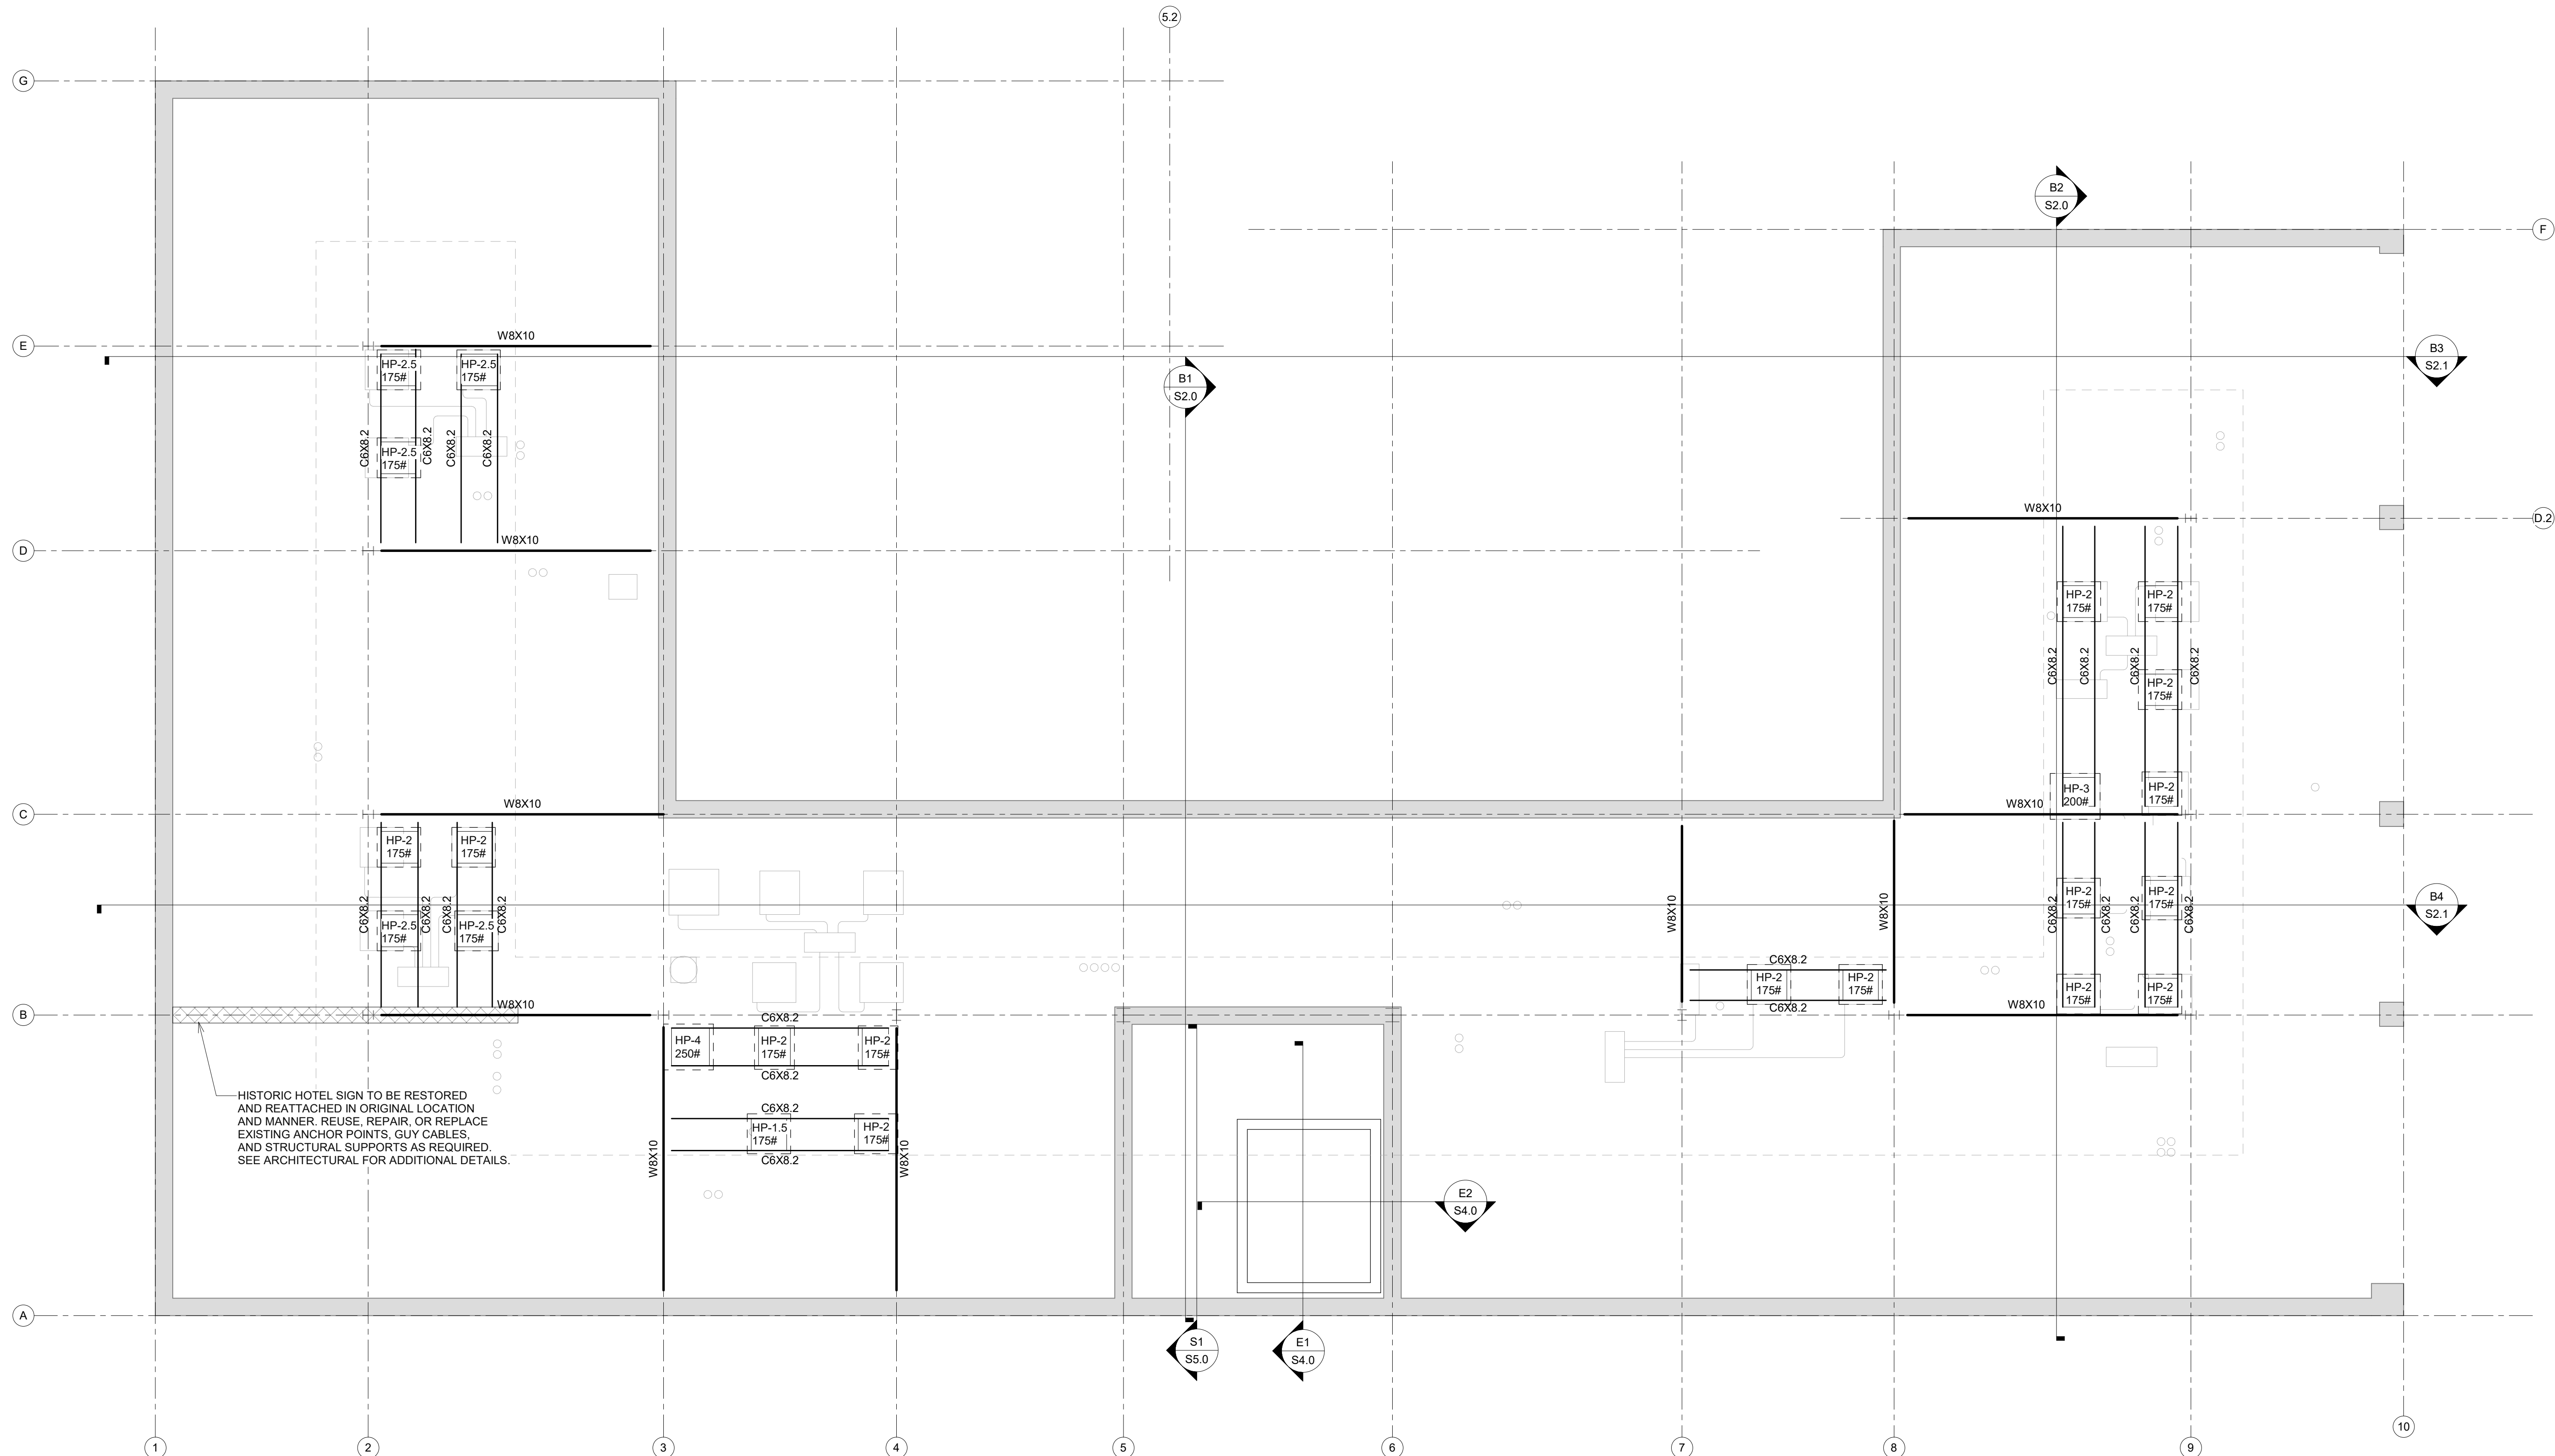 5.2
G
B2
S2.0
F
W8X10
E
B3
S2.1
HP-2.5
175#
HP-2.5
175#
B1
S2.0
C6X8.2
C6X8.2
C6X8.2
C6X8.2
HP-2.5
175#
W8X10
D.2
W8X10
D
HP-2
175#
HP-2
175#
C6X8.2
C6X8.2
C6X8.2
C6X8.2
HP-2
175#
HP-3
200#
HP-2
175#
W8X10
C
W8X10
HP-2
175#
HP-2
175#
C6X8.2
C6X8.2
C6X8.2
C6X8.2
HP-2.5
175#
HP-2.5
175#
W8X10
W8X10
HP-2
175#
HP-2
175#
C6X8.2
C6X8.2
C6X8.2
C6X8.2
B4
S2.1
C6X8.2
HP-2
175#
HP-2
175#
C6X8.2
HP-2
175#
HP-2
175#
W8X10
W8X10
B
C6X8.2
HP-4
250#
HP-2
175#
HP-2
175#
C6X8.2
C6X8.2
HP-1.5
175#
HP-2
175#
C6X8.2
W8X10
W8X10
HISTORIC HOTEL SIGN TO BE RESTORED
AND REATTACHED IN ORIGINAL LOCATION
AND MANNER. REUSE, REPAIR, OR REPLACE
EXISTING ANCHOR POINTS, GUY CABLES,
AND STRUCTURAL SUPPORTS AS REQUIRED.
SEE ARCHITECTURAL FOR ADDITIONAL DETAILS.
E2
S4.0
A
S1
S5.0
E1
S4.0
1
2
3
4
5
6
7
8
9
10